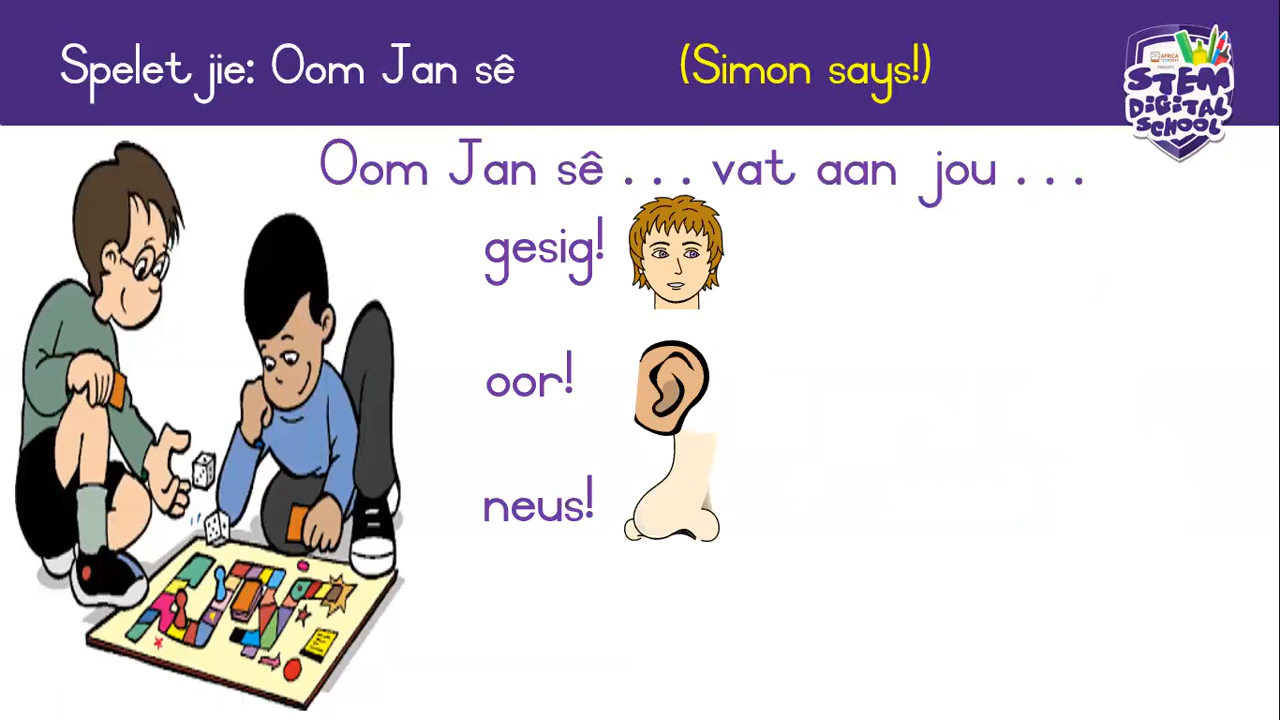 Spelet jie: Oom Jan sê (Simon says!)
STEM
DIGITAL
SCHOOL
Oom Jan sê . . . vat aan jou . . .
gesig!
oor!
neus!